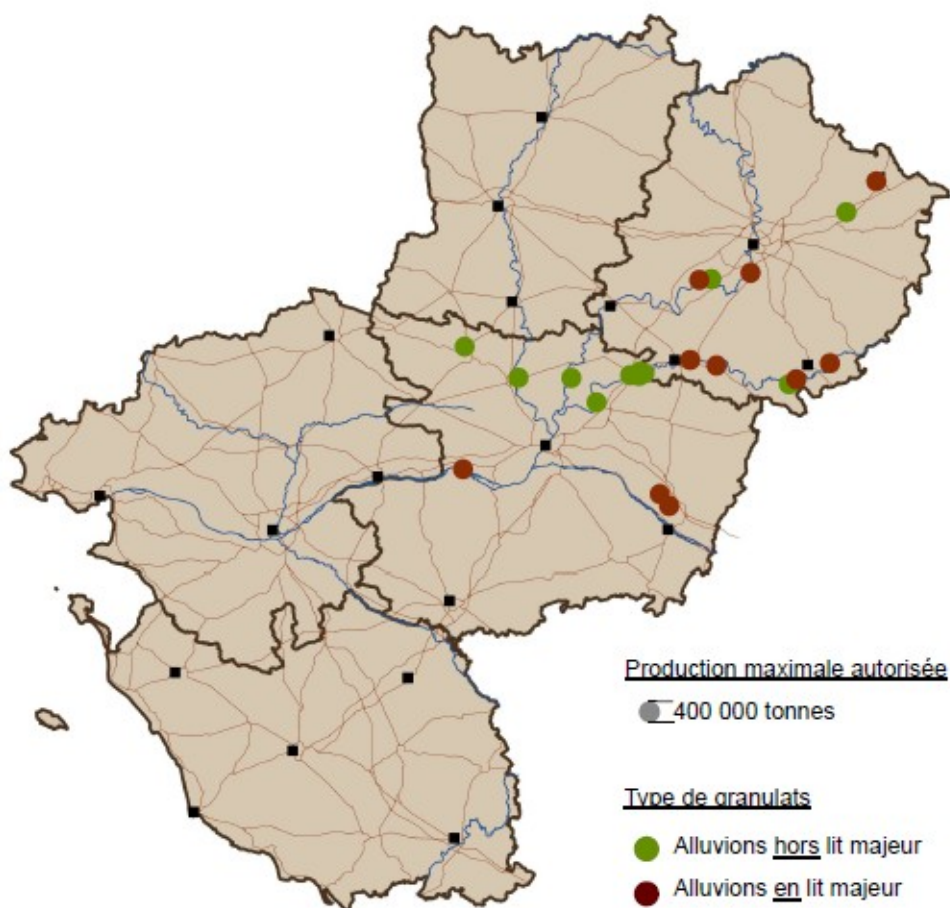 Production maximale autorisée
400 000 tonnes
Type de granulats
Alluvions hors lit majeur
Alluvions en lit majeur